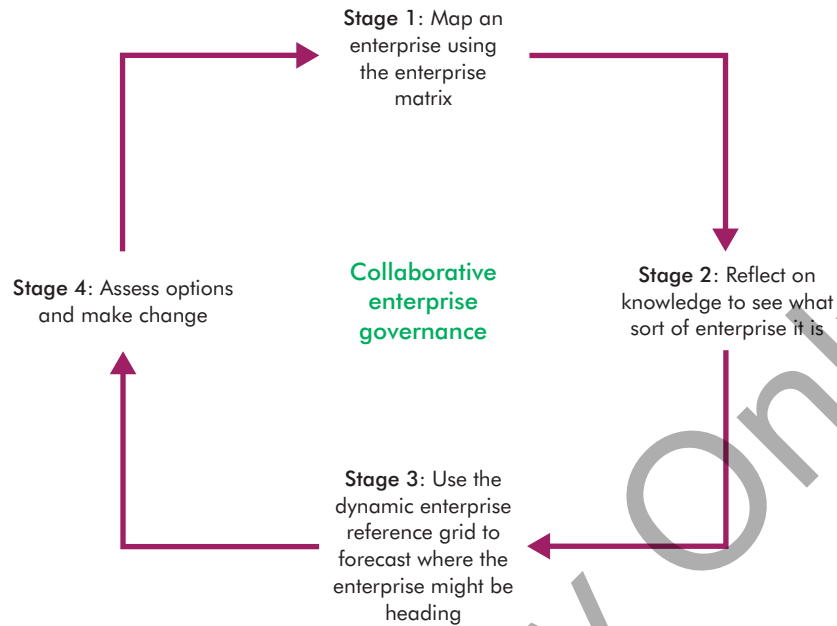 Stage 1: Map an
enterprise using
the enterprise
matrix
Stage 4: Assess options
and make change
Collaborative
enterprise
governance
Stage 2: Reflect on
knowledge to see what
sort of enterprise it is
Stage 3: Use the
dynamic enterprise
reference grid to
forecast where the
enterprise might be
heading